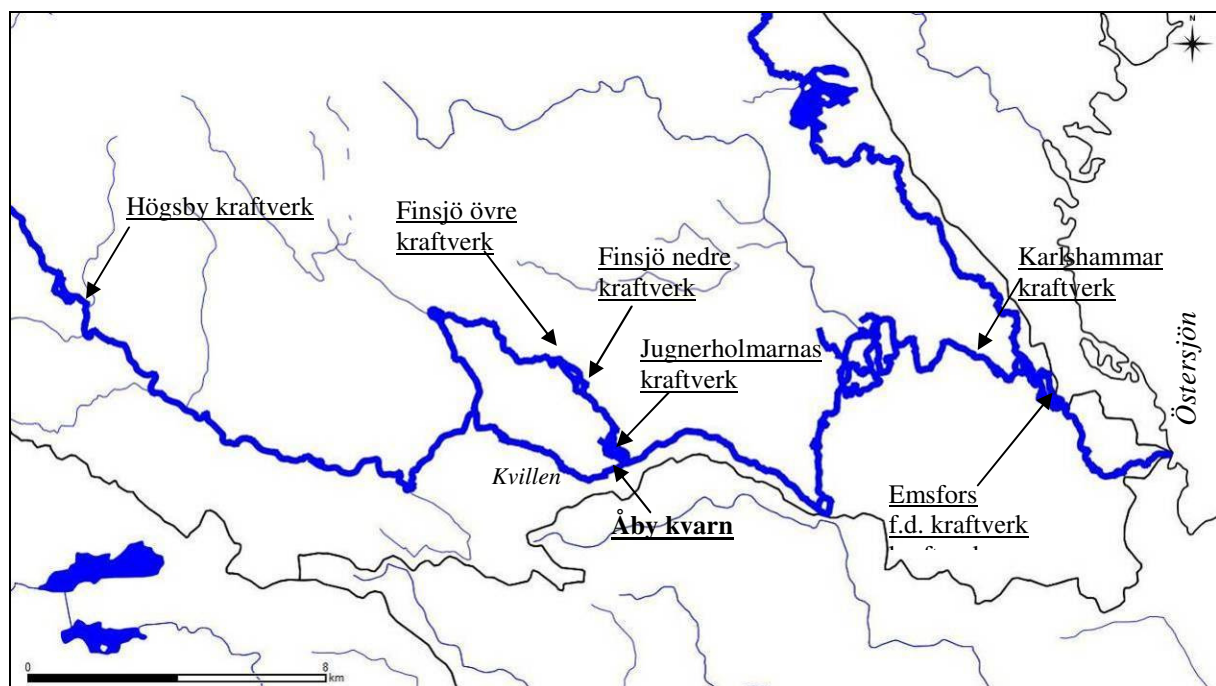 N
Högsby kraftverk
Finsjö övre
kraftverk
Finsjö nedre
kraftverk
Karlshammar
kraftverk
Jugnerholmarnas
kraftverk
Östersjön
Kvillen
Åby kvarn
Emsfors
f.d. kraftverk
0
8
km